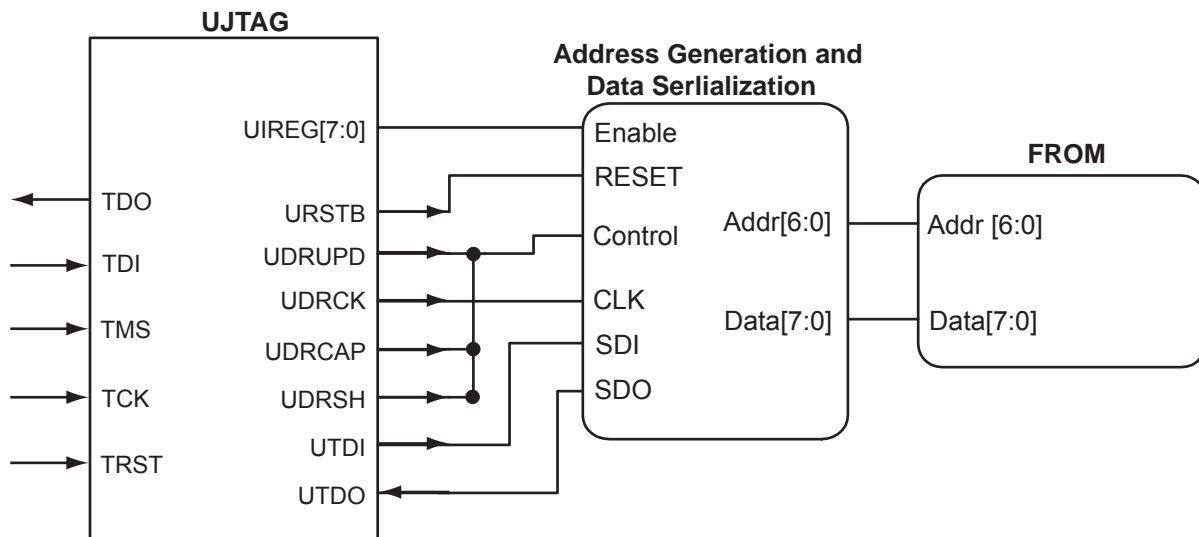 UJTAG
UIREG[7:0]
TDO
URSTB
UDRUPD
TDI
UDRCK
TMS
UDRCAP
TCK
UDRSH
UTDI
TRST
UTDO
Address Generation and
Data Serlialization
Enable
RESET
Control
Addr[6:0]
CLK
Data[7:0]
SDI
SDO
FROM
Addr [6:0]
Data[7:0]